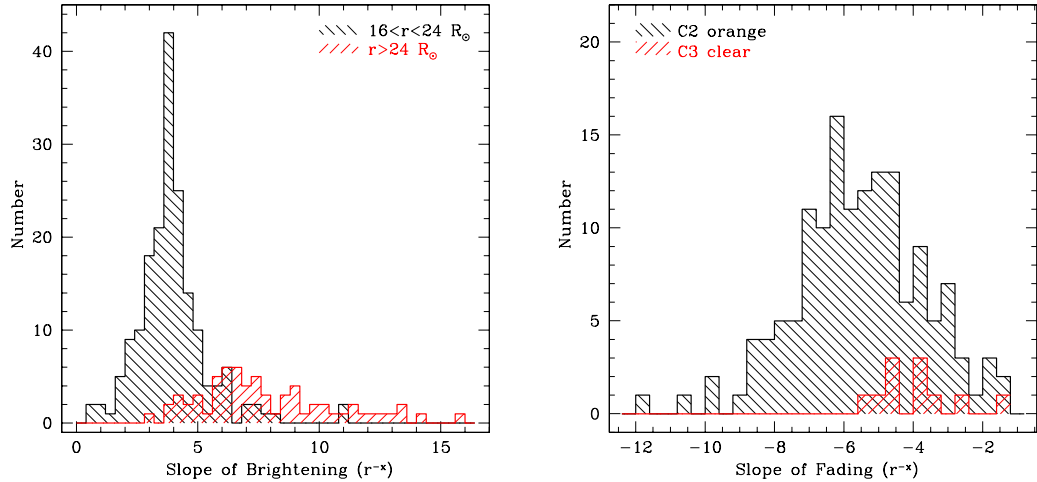 16<r<24 R☉
r>24 R☉
40
30
20
10
0
Number
0
5
10
15
Slope of Brightening (r⁻ˣ)
C2 orange
C3 clear
20
15
10
5
0
Number
−12
−10
−8
−6
−4
−2
Slope of Fading (r⁻ˣ)